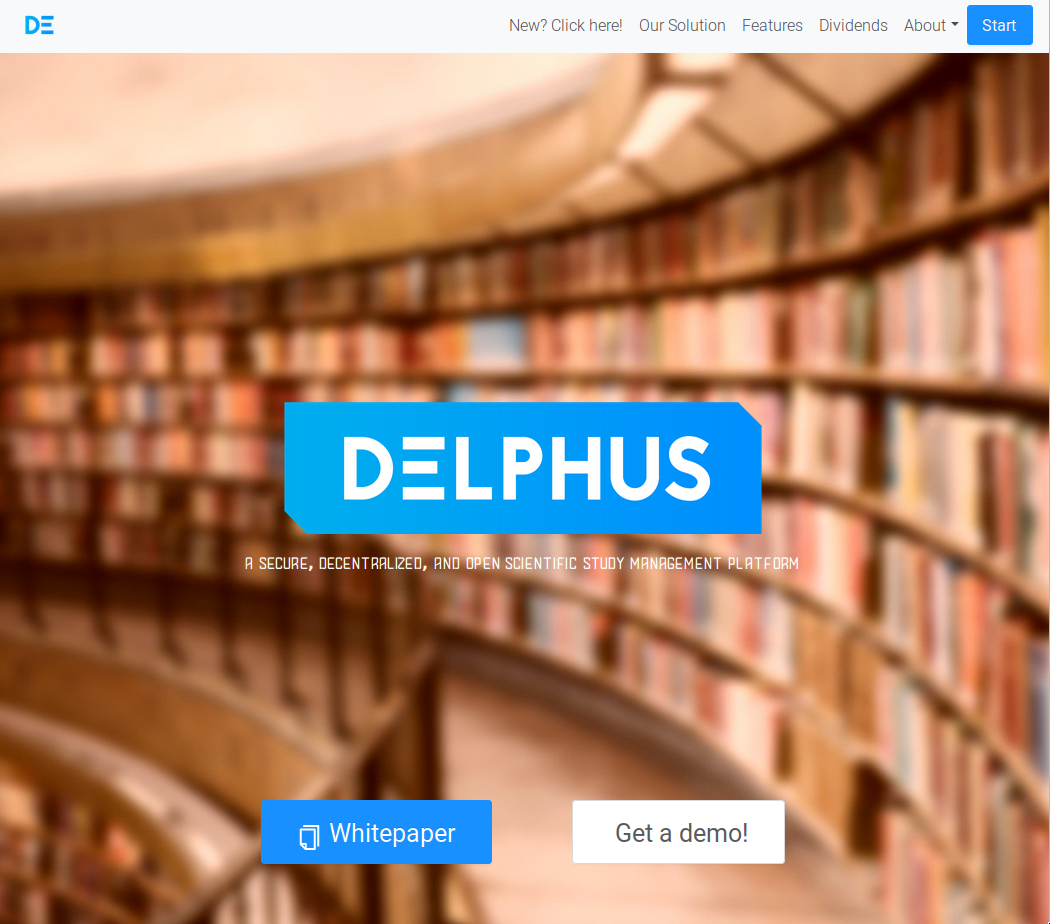 DE New? Click here! Our Solution Features Dividends About Start
DELPHUS
A SECURE, DECENTRALIZED, AND OPEN SCIENTIFIC STUDY MANAGEMENT PLATFORM
Whitepaper Get a demo!